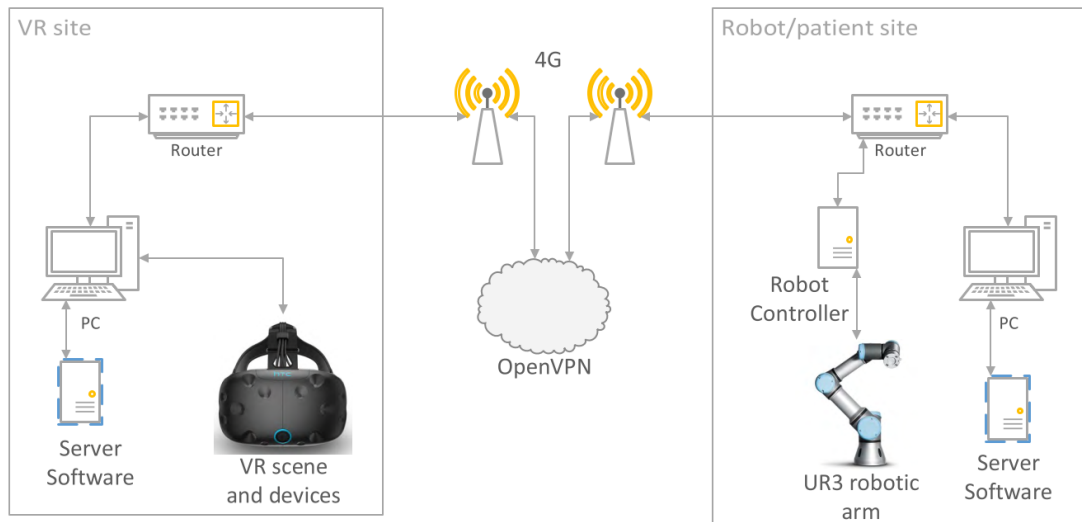 VR site
Router
PC
Server
Software
hTC
VR scene
and devices
4G
OpenVPN
Robot/patient site
Router
Robot
Controller
PC
UR3 robotic
arm
Server
Software